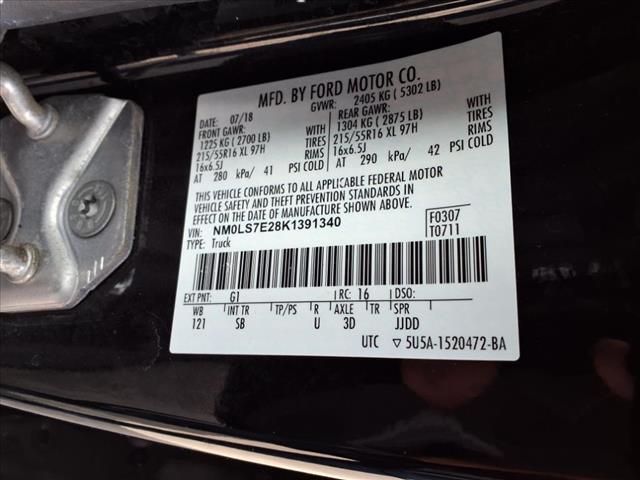 MFD. BY FORD MOTOR CO.
DATE: 07/18 GVWR: 2405 KG ( 5302 LB)
FRONT GAWR: REAR GAWR:
1225 KG ( 2700 LB) WITH 1304 KG ( 2875 LB) WITH
215/55R16 XL 97H TIRES 215/55R16 XL 97H TIRES
16x6.5J RIMS 16x6.5J RIMS
AT 280 kPa/ 41 PSI COLD AT 290 kPa/ 42 PSI COLD
THIS VEHICLE CONFORMS TO ALL APPLICABLE FEDERAL MOTOR
VEHICLE SAFETY AND THEFT PREVENTION STANDARDS IN
EFFECT ON THE DATE OF MANUFACTURE SHOWN ABOVE.
VIN: NM0LS7E28K1391340 F0307
TYPE: Truck T0711
EXT PNT: G1 RC: 16 DSO:
WB INT TR TP/PS R AXLE TR SPR
121 SB U 3D JJDD
UTC ▽ 5U5A-1520472-BA